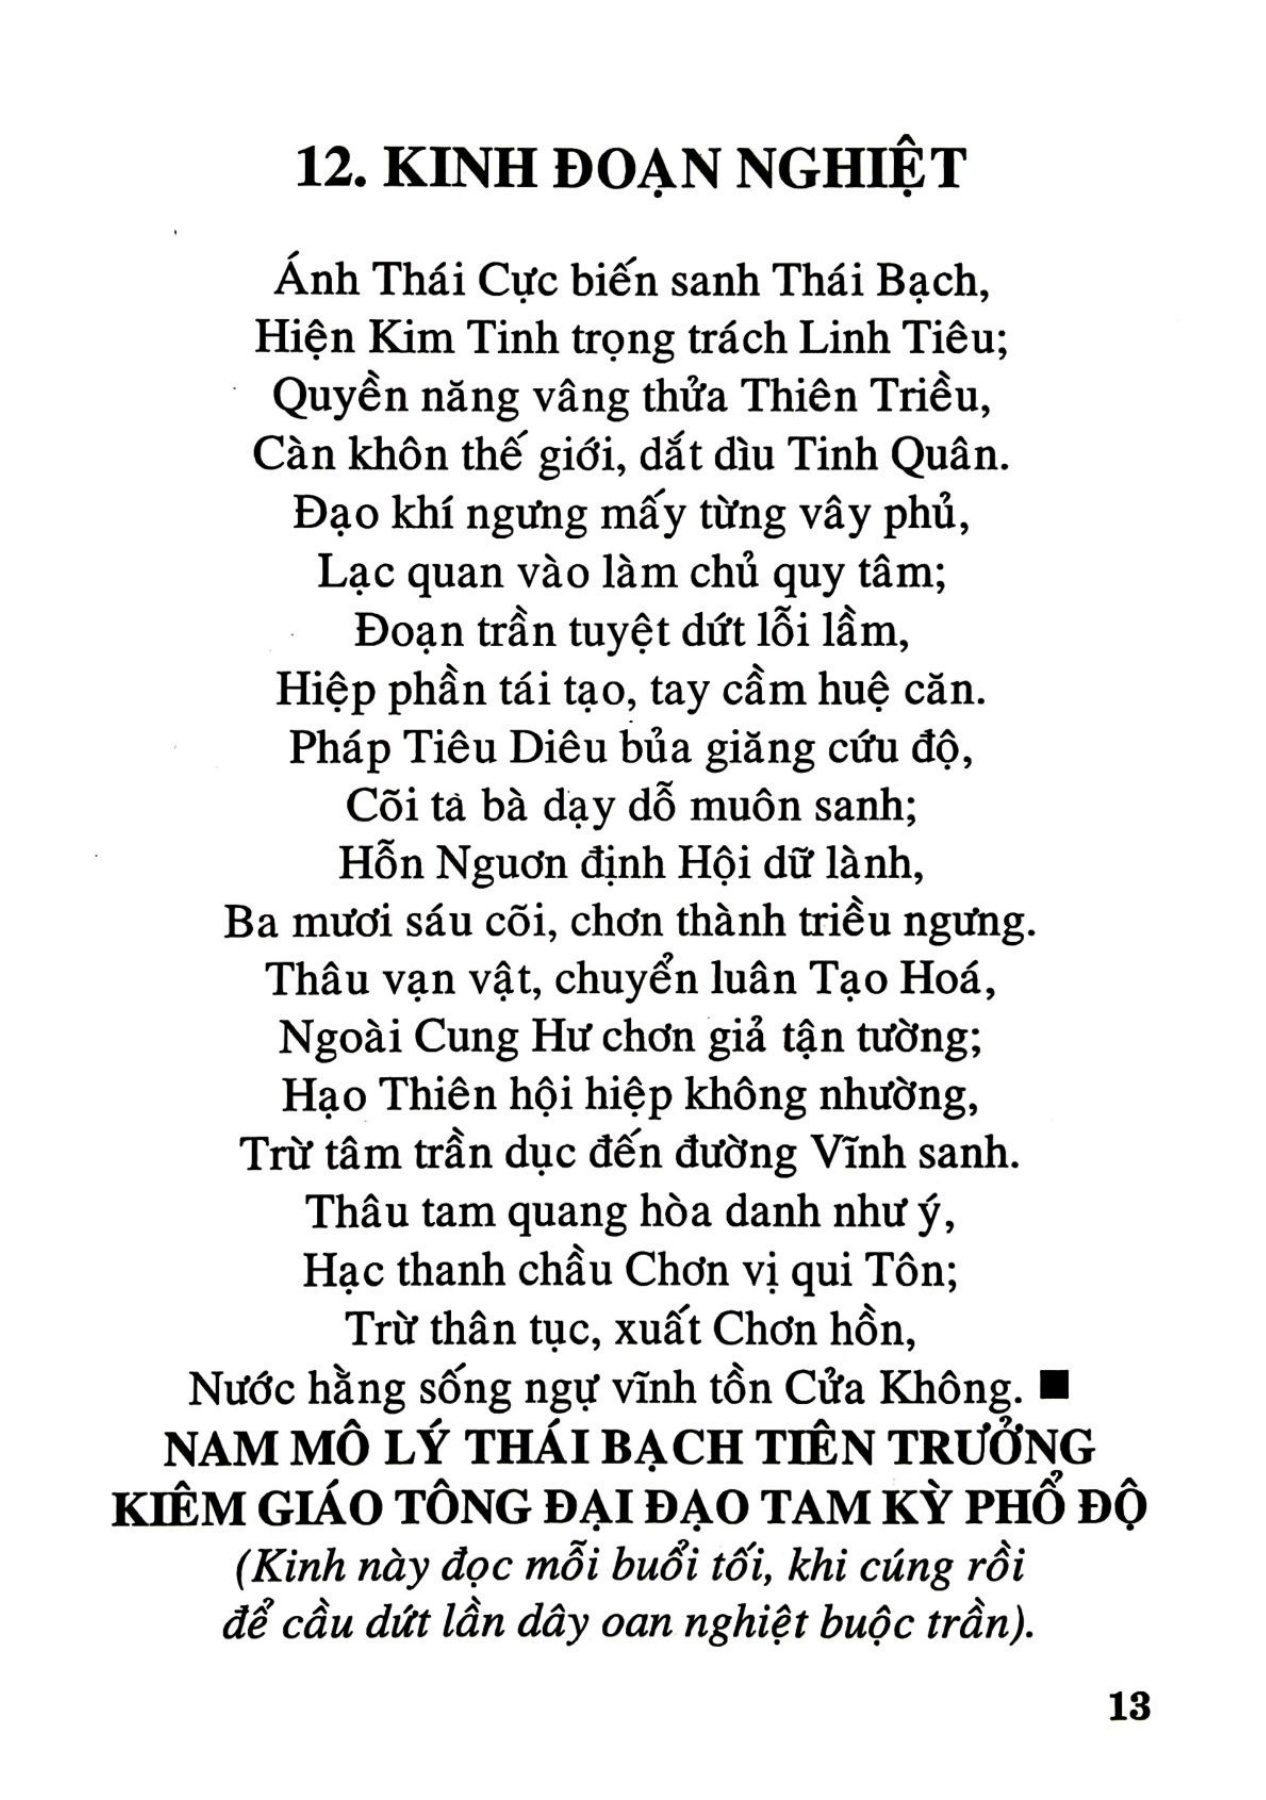 12. KINH ĐOẠN NGHIỆT
Ánh Thái Cực biến sanh Thái Bạch,
Hiện Kim Tinh trọng trách Linh Tiêu;
Quyền năng vâng thửa Thiên Triều,
Càn khôn thế giới, dắt dìu Tinh Quân.
Đạo khí ngưng mấy từng vây phủ,
Lạc quan vào làm chủ quy tâm;
Đoạn trần tuyệt dứt lỗi lầm,
Hiệp phần tái tạo, tay cầm huệ căn.
Pháp Tiêu Diêu bủa giăng cứu độ,
Cõi tả bà dạy dỗ muôn sanh;
Hỗn Nguơn định Hội dữ lành,
Ba mươi sáu cõi, chơn thành triều ngưng.
Thâu vạn vật, chuyển luân Tạo Hoá,
Ngoài Cung Hư chơn giả tận tường;
Hạo Thiên hội hiệp không nhường,
Trừ tâm trần dục đến đường Vĩnh sanh.
Thâu tam quang hòa danh như ý,
Hạc thanh chầu Chơn vị qui Tôn;
Trừ thân tục, xuất Chơn hồn,
Nước hằng sống ngự vĩnh tồn Cửa Không. ■
NAM MÔ LÝ THÁI BẠCH TIÊN TRƯỞNG
KIÊM GIÁO TÔNG ĐẠI ĐẠO TAM KỲ PHỔ ĐỘ
(Kinh này đọc mỗi buổi tối, khi cúng rồi
để cầu dứt lần dây oan nghiệt buộc trần).
13